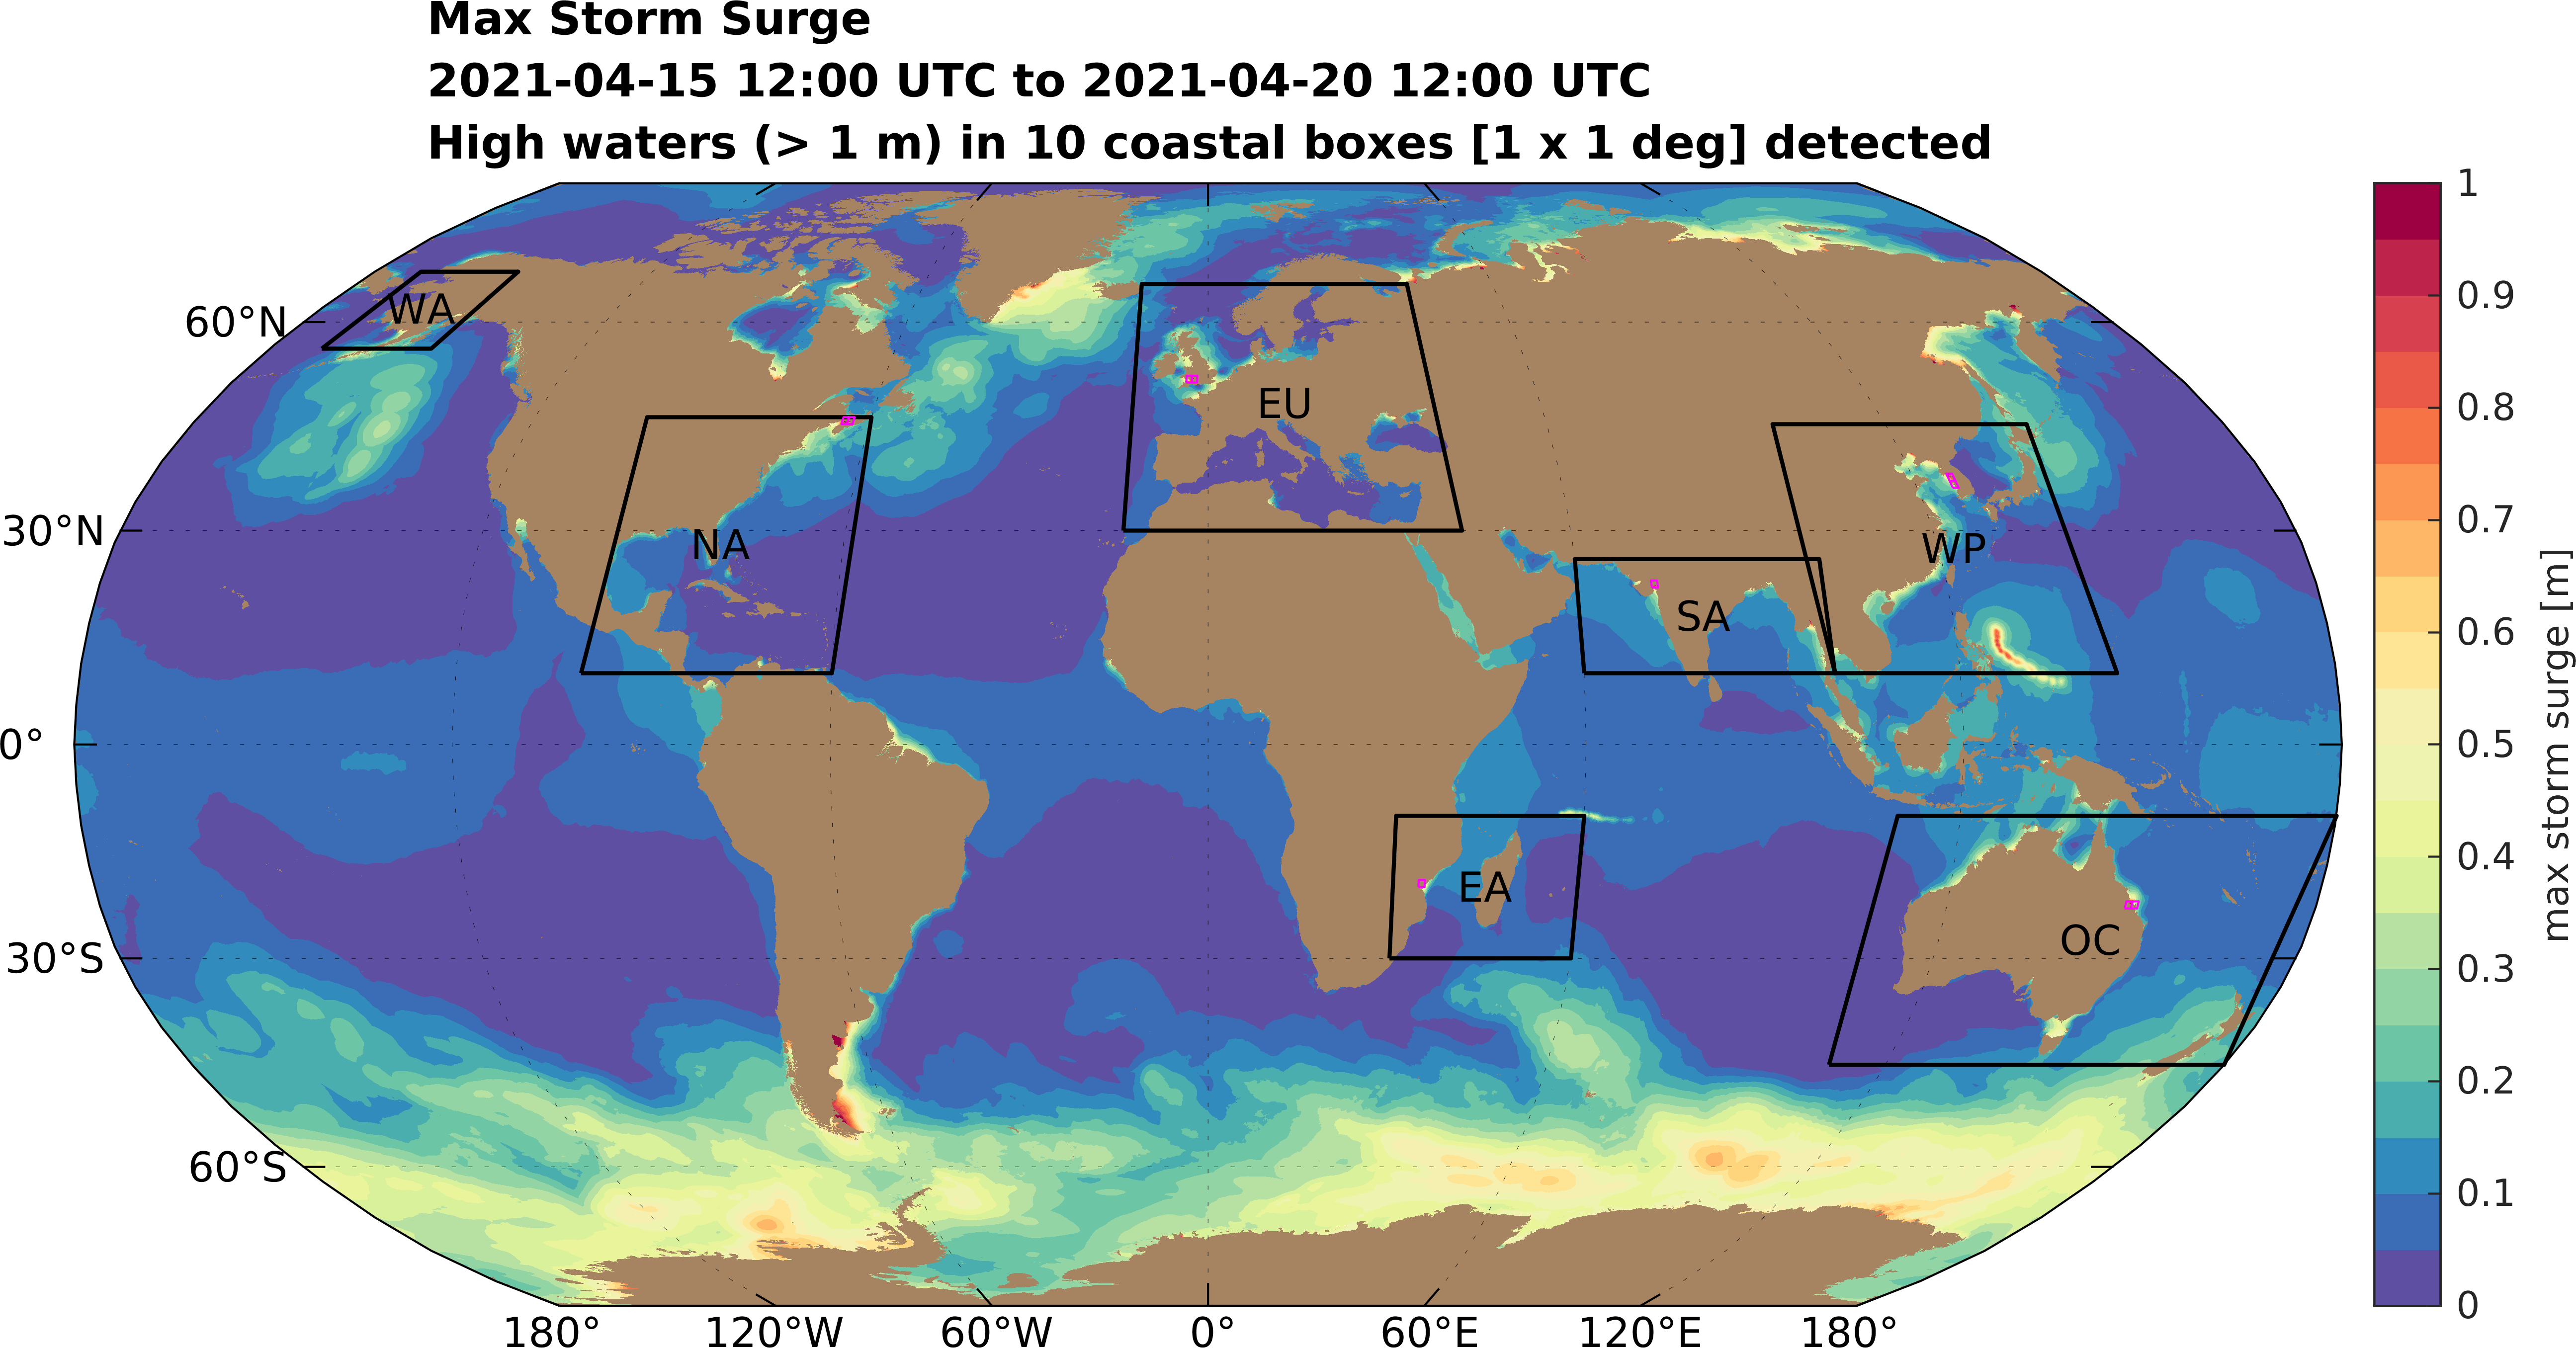 Max Storm Surge
2021-04-15 12:00 UTC to 2021-04-20 12:00 UTC
High waters (> 1 m) in 10 coastal boxes [1 x 1 deg] detected
60°N
30°N
0°
30°S
60°S
WA
NA
EU
SA
WP
EA
OC
180°
120°W
60°W
0°
60°E
120°E
180°
1
0.9
0.8
0.7
0.6
0.5
0.4
0.3
0.2
0.1
0
max storm surge [m]